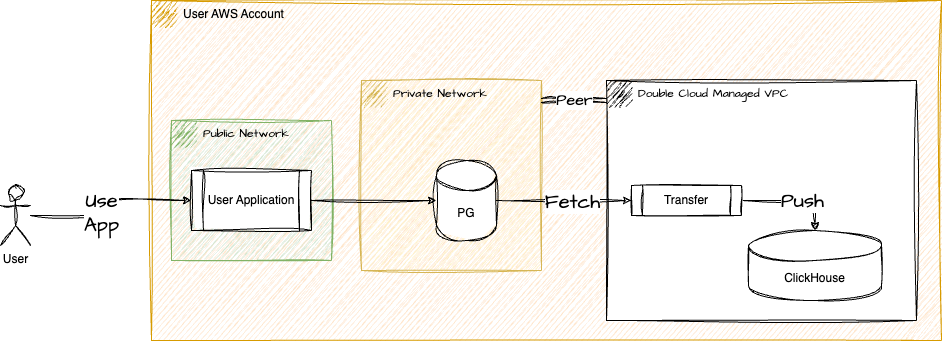 User AWS Account
Private Network
Peer
Double Cloud Managed VPC
Public Network
Use
App
User Application
PG
Fetch
Transfer
Push
User
ClickHouse